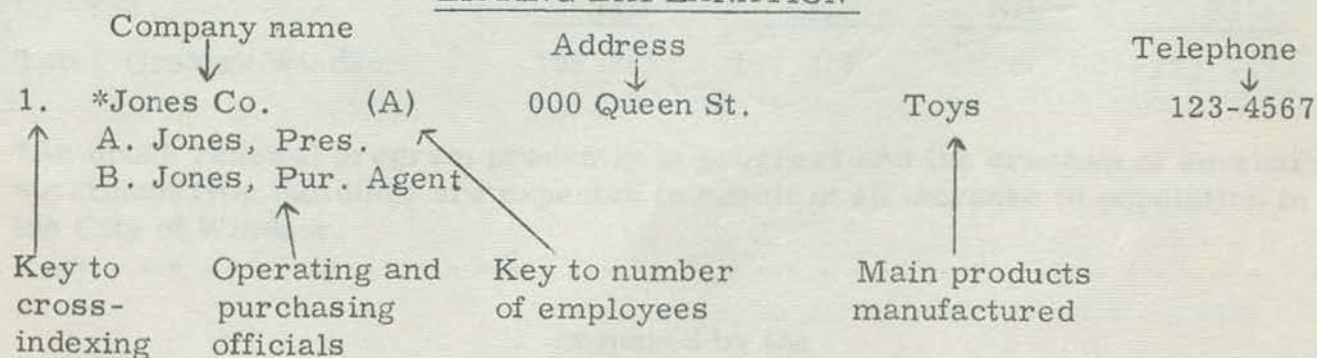 Company name Address Telephone
1. *Jones Co. (A) 000 Queen St. Toys 123-4567
A. Jones, Pres.
B. Jones, Pur. Agent
Key to Operating and Key to number Main products
cross- purchasing of employees manufactured
indexing officials